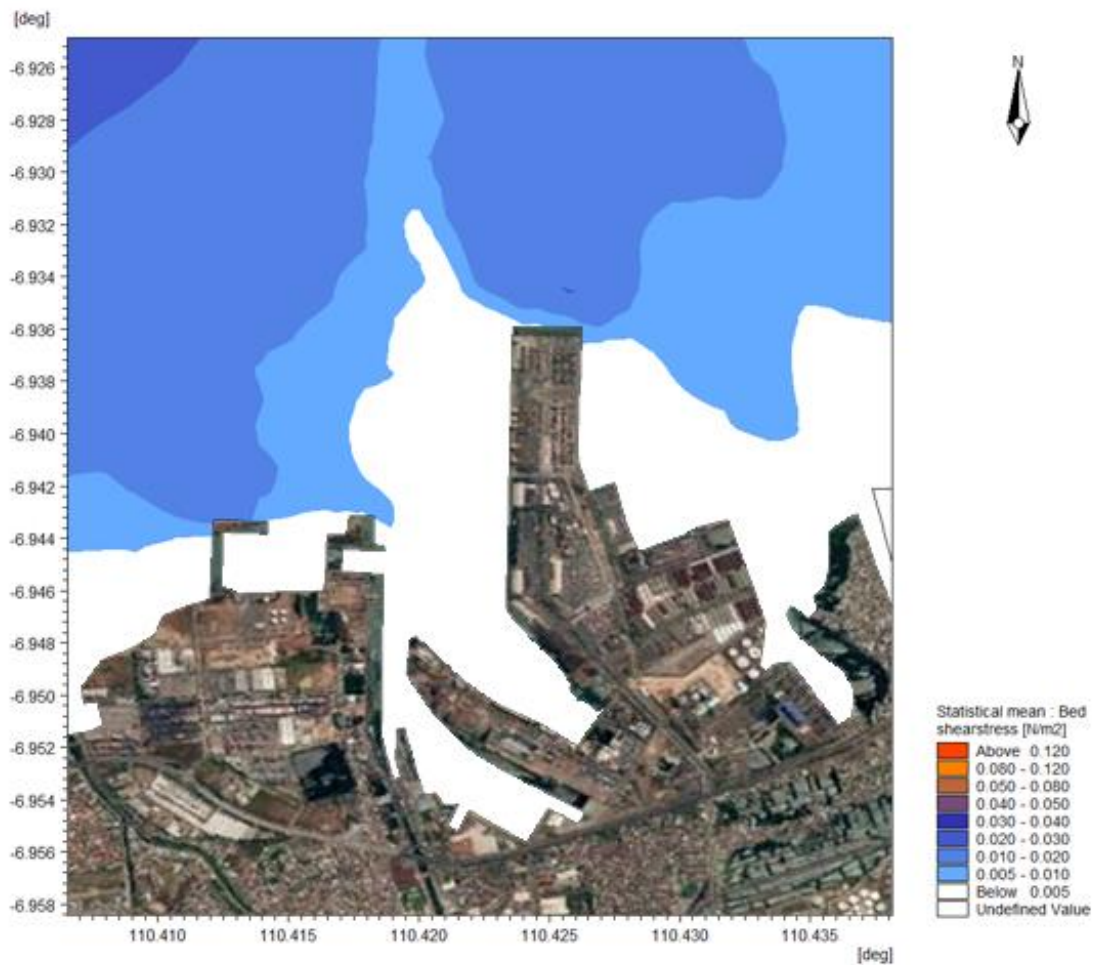 [deg]
N
-6.926
-6.928
-6.930
-6.932
-6.934
-6.936
-6.938
-6.940
-6.942
-6.944
-6.946
-6.948
-6.950
-6.952
-6.954
-6.956
-6.958
110.410 110.415 110.420 110.425 110.430 110.435
[deg]
Statistical mean : Bed
shearstress [N/m2]
Above 0.120
0.080 - 0.120
0.050 - 0.080
0.040 - 0.050
0.030 - 0.040
0.020 - 0.030
0.010 - 0.020
0.005 - 0.010
Below 0.005
Undefined Value